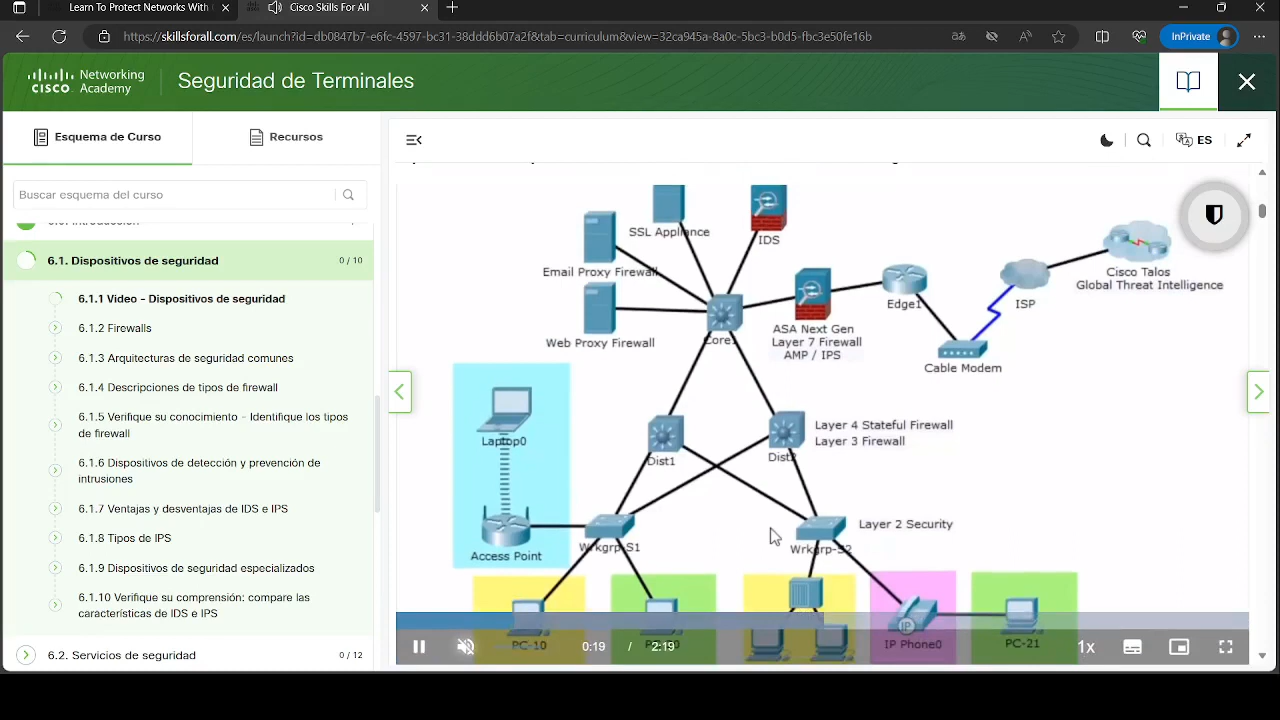 Learn To Protect Networks With
Cisco Skills For All
https://skillsforall.com/es/launch?id=db0847b7-e6fc-4597-bc31-38ddd6b07a2f&tab=curriculum&view=32ca945a-8a0c-5bc3-b0d5-fbc3e50fe16b
InPrivate
CISCO
Networking
Academy
Seguridad de Terminales
Esquema de Curso
Recursos
ES
Buscar esquema del curso
6.1. Dispositivos de seguridad 0 / 10
6.1.1 Video - Dispositivos de seguridad
6.1.2 Firewalls
6.1.3 Arquitecturas de seguridad comunes
6.1.4 Descripciones de tipos de firewall
6.1.5 Verifique su conocimiento - Identifique los tipos
de firewall
6.1.6 Dispositivos de detección y prevención de
intrusiones
6.1.7 Ventajas y desventajas de IDS e IPS
6.1.8 Tipos de IPS
6.1.9 Dispositivos de seguridad especializados
6.1.10 Verifique su comprensión: compare las
características de IDS e IPS
6.2. Servicios de seguridad 0 / 12
SSL Appliance
IDS
Email Proxy Firewall
Web Proxy Firewall
Core1
ASA Next Gen
Layer 7 Firewall
AMP / IPS
Edge1
ISP
Cisco Talos
Global Threat Intelligence
Cable Modem
Laptop0
Access Point
Dist1
Dist2
Layer 4 Stateful Firewall
Layer 3 Firewall
Wrkgrp-S1
Wrkgrp-S2
Layer 2 Security
PC-10
IP
IP Phone0
PC-21
0:19 / 2:19
1x